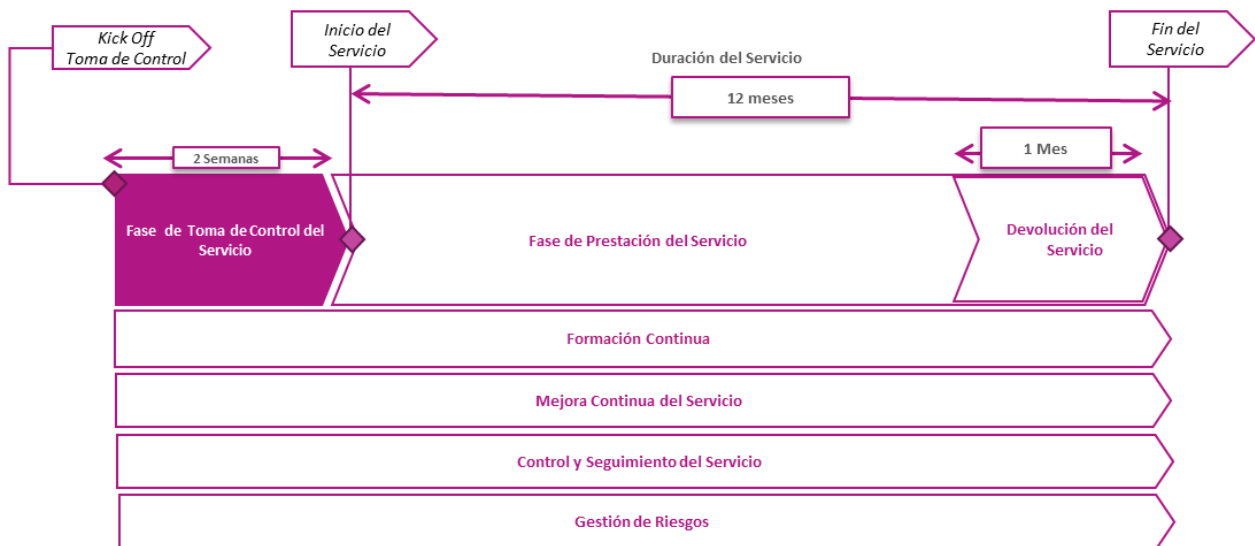 Kick Off
Toma de Control
Inicio del
Servicio
Fin del
Servicio
Duración del Servicio
12 meses
2 Semanas
1 Mes
Fase de Toma de Control del
Servicio
Fase de Prestación del Servicio
Devolución del
Servicio
Formación Continua
Mejora Continua del Servicio
Control y Seguimiento del Servicio
Gestión de Riesgos